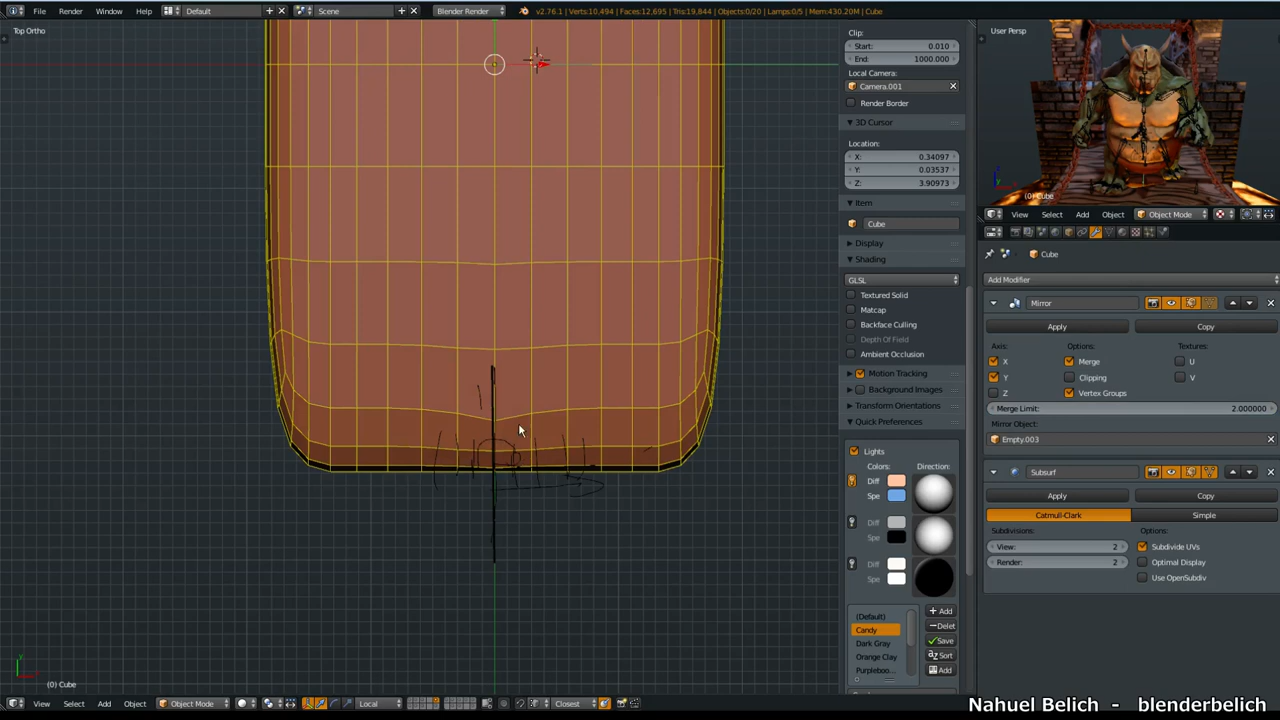 File Render Window Help Default Scene Blender Render v2.76.1 | Verts:10,494 | Faces:12,695 | Tris:19,844 | Objects:0/20 | Lamps:0/5 | Mem:430.20M | Cube
Top Ortho
(0) Cube
View Select Add Object Object Mode Local Closest
Clip:
Start: 0.010
End: 1000.000
Local Camera:
Camera.001
Render Border
3D Cursor
Location:
X: 0.34097
Y: 0.03537
Z: 3.90973
Item
Cube
Display
Shading
GLSL
Textured Solid
Matcap
Backface Culling
Depth Of Field
Ambient Occlusion
Motion Tracking
Background Images
Transform Orientations
Quick Preferences
Lights
Colors: Direction:
Diff
Spe
Diff
Spe
Diff
Spe
(Default)
Candy
Dark Gray
Orange Clay
Purpleboo...
Add
Delet
Save
Sort
Add
User Persp
(0) Cube
View Select Add Object Object Mode
Cube
Add Modifier
Mirror
Apply Copy
Axis: Options: Textures:
X Merge U
Y Clipping V
Z Vertex Groups
Merge Limit: 2.000000
Mirror Object:
Empty.003
Subsurf
Apply Copy
Catmull-Clark Simple
Subdivisions: Options:
View: 2 Subdivide UVs
Render: 2 Optimal Display
Use OpenSubdiv
Nahuel Belich - blenderbelich